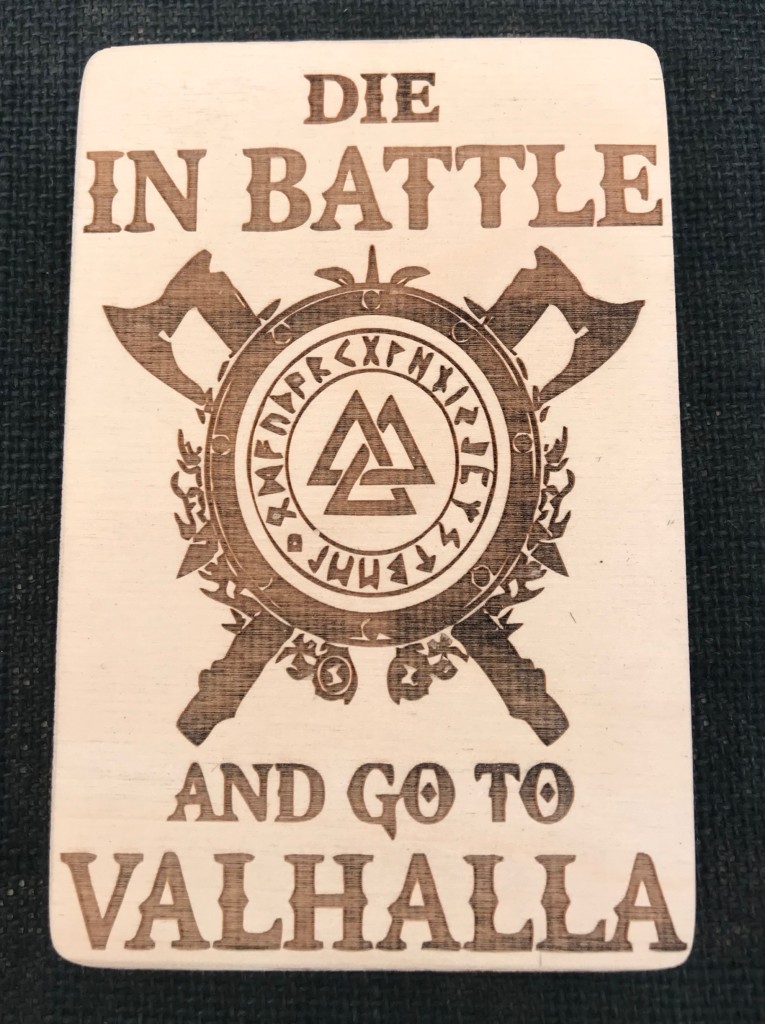 DIE
IN BATTLE
AND GO TO
VALHALLA